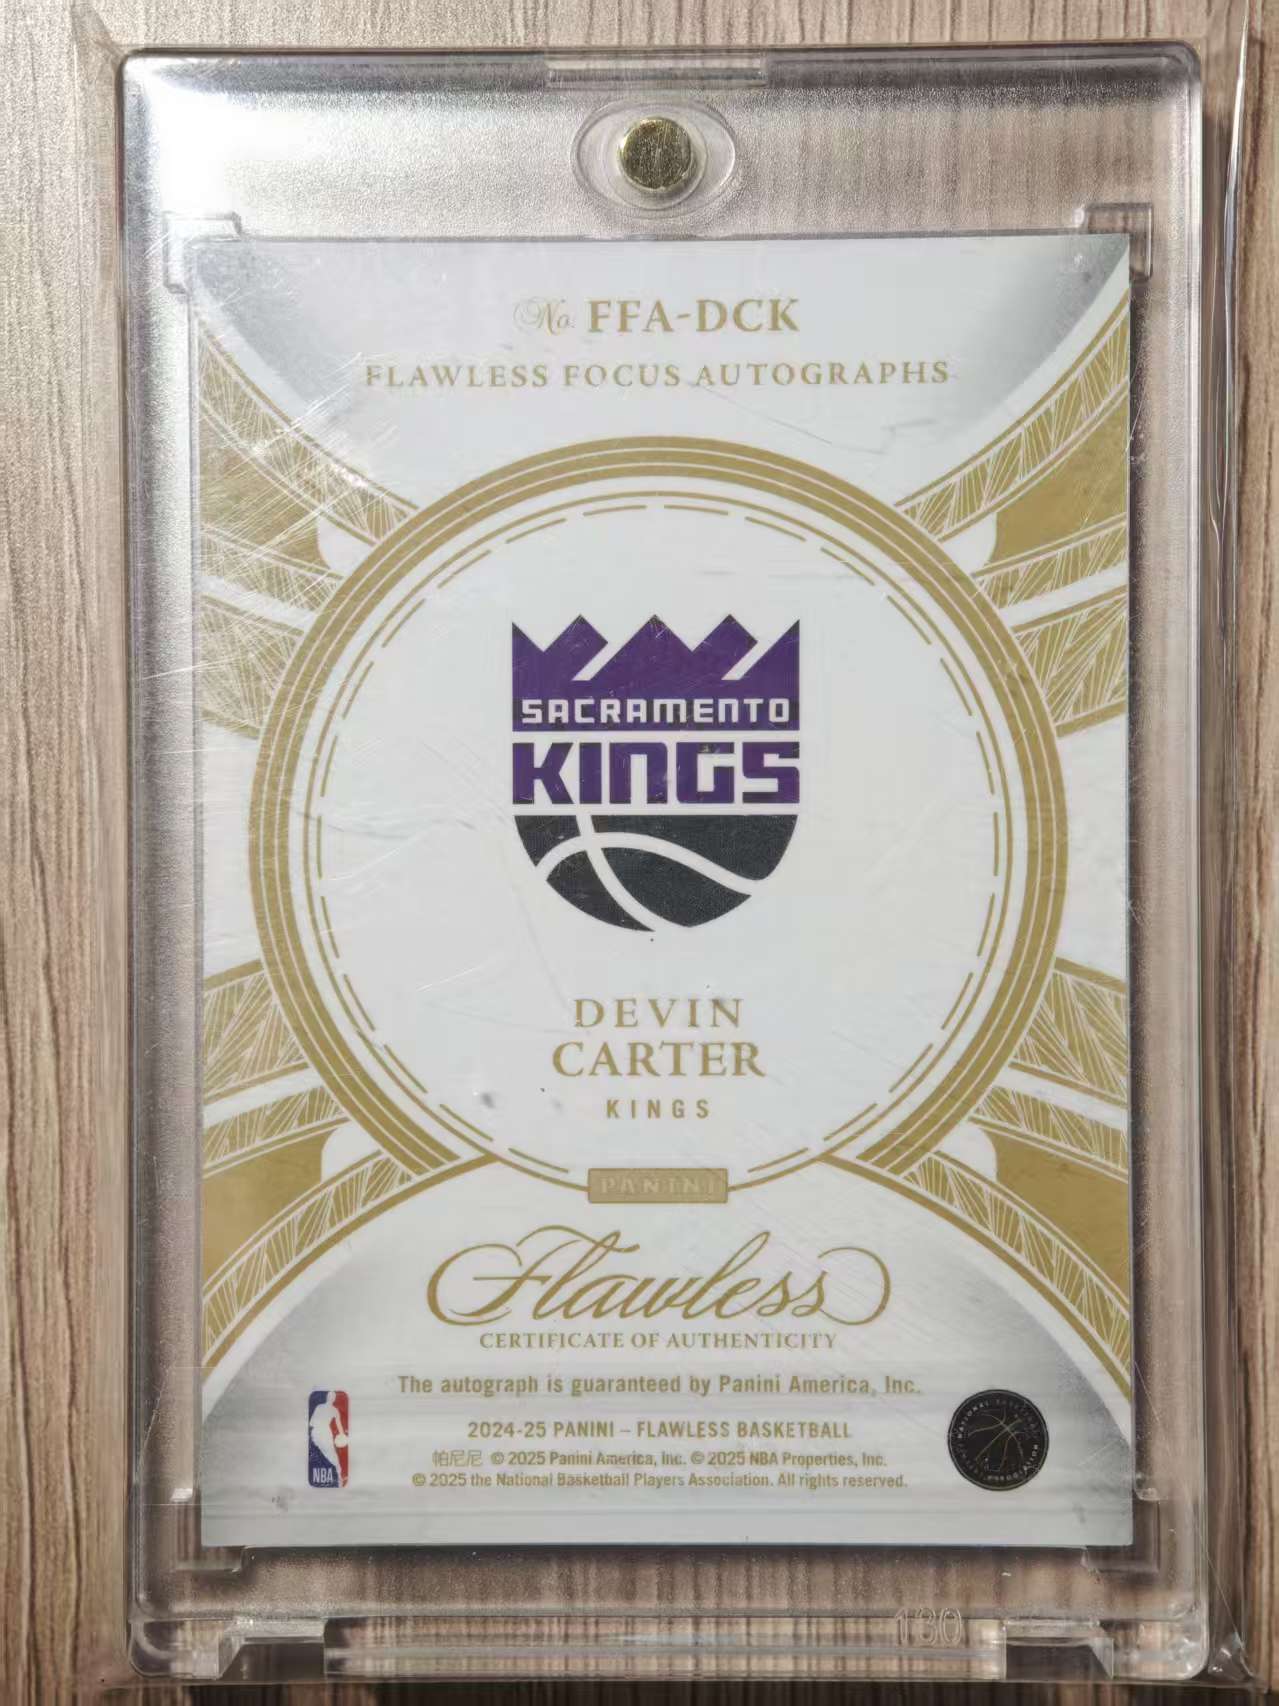 No. FFA-DCK
FLAWLESS FOCUS AUTOGRAPHS
SACRAMENTO
KINGS
DEVIN
CARTER
KINGS
PANINI
Flawless
CERTIFICATE OF AUTHENTICITY
The autograph is guaranteed by Panini America, Inc.
2024-25 PANINI – FLAWLESS BASKETBALL
帕尼尼 © 2025 Panini America, Inc. © 2025 NBA Properties, Inc.
© 2025 the National Basketball Players Association. All rights reserved.
NBA
130